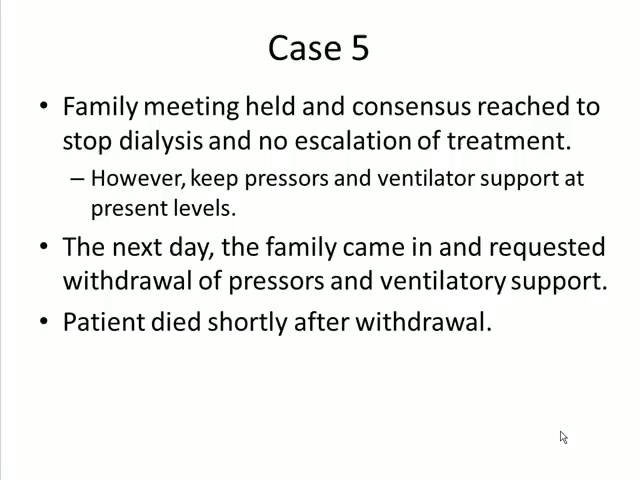 Case 5
• Family meeting held and consensus reached to
stop dialysis and no escalation of treatment.
– However, keep pressors and ventilator support at
present levels.
• The next day, the family came in and requested
withdrawal of pressors and ventilatory support.
• Patient died shortly after withdrawal.